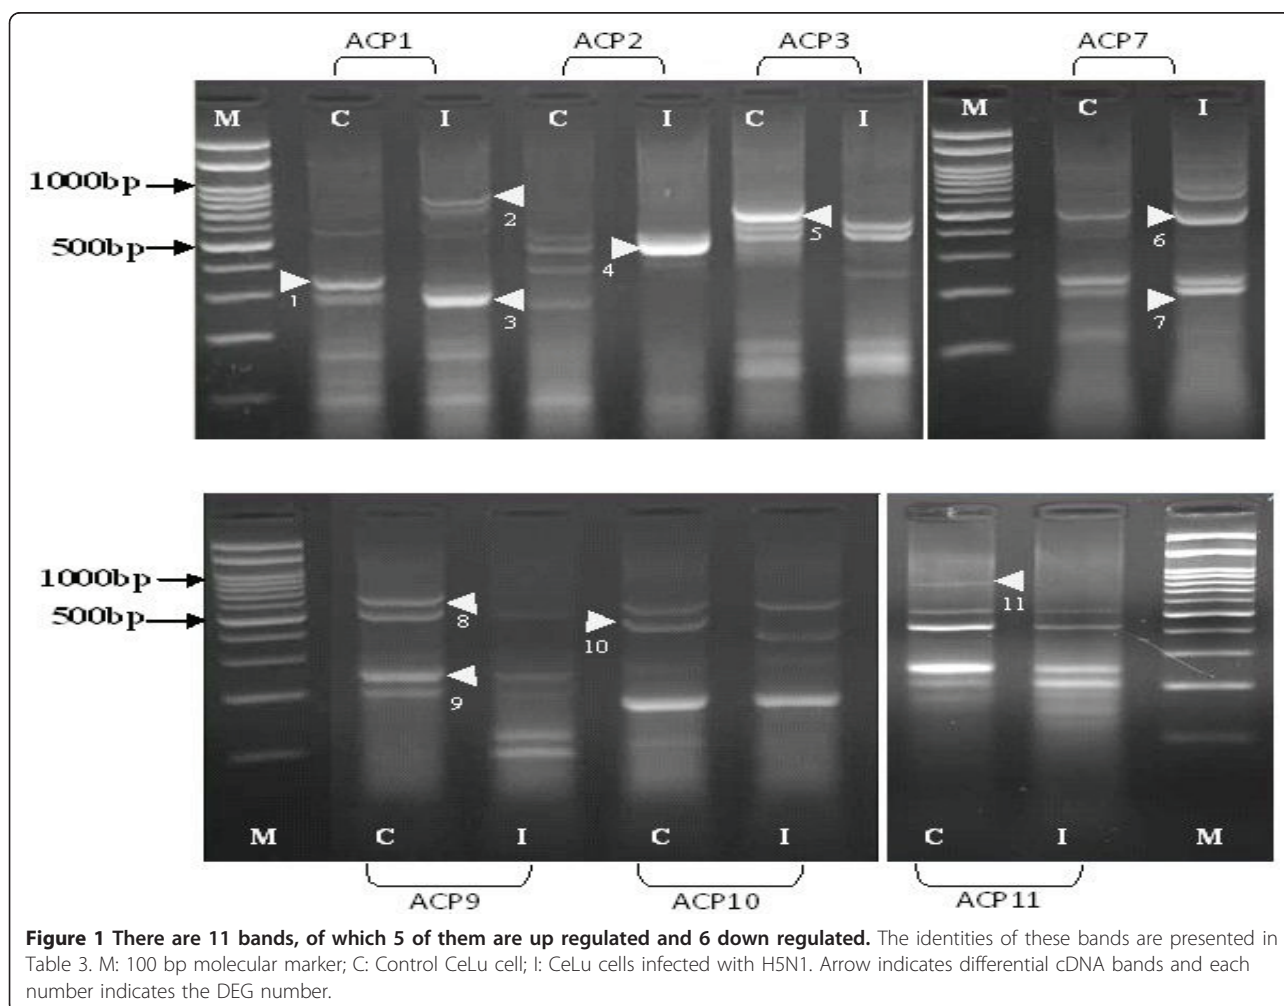 ACP1 ACP2 ACP3 ACP7
M C I C I C I M C I
1000bp
2
500bp
5 6
4
1 3 7
1000bp
500bp 8 11
10
9
M C I C I C I M
ACP9 ACP10 ACP11
Figure 1 There are 11 bands, of which 5 of them are up regulated and 6 down regulated. The identities of these bands are presented in
Table 3. M: 100 bp molecular marker; C: Control CeLu cell; I: CeLu cells infected with H5N1. Arrow indicates differential cDNA bands and each
number indicates the DEG number.